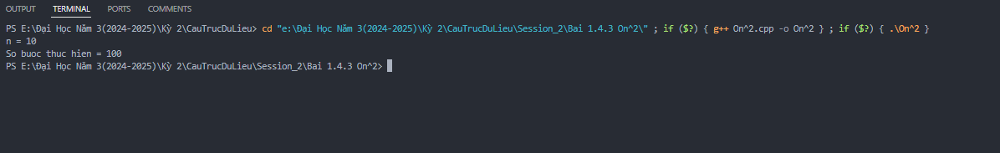 OUTPUT TERMINAL PORTS COMMENTS
PS E:\Đại Học Năm 3(2024-2025)\Kỳ 2\CauTrucDuLieu> cd "e:\Đại Học Năm 3(2024-2025)\Kỳ 2\CauTrucDuLieu\Session_2\Bai 1.4.3 On^2\" ; if ($?) { g++ On^2.cpp -o On^2 } ; if ($?) { .\On^2 }
n = 10
So buoc thuc hien = 100
PS E:\Đại Học Năm 3(2024-2025)\Kỳ 2\CauTrucDuLieu\Session_2\Bai 1.4.3 On^2>